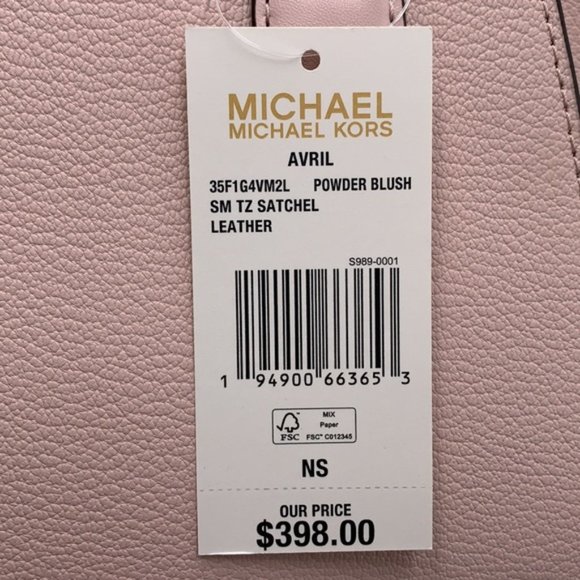 MICHAEL
MICHAEL KORS
AVRIL
35F1G4VM2L POWDER BLUSH
SM TZ SATCHEL
LEATHER
S989-0001
1 94900 66365 3
FSC
MIX
Paper
FSC™ C012345
NS
OUR PRICE
$398.00